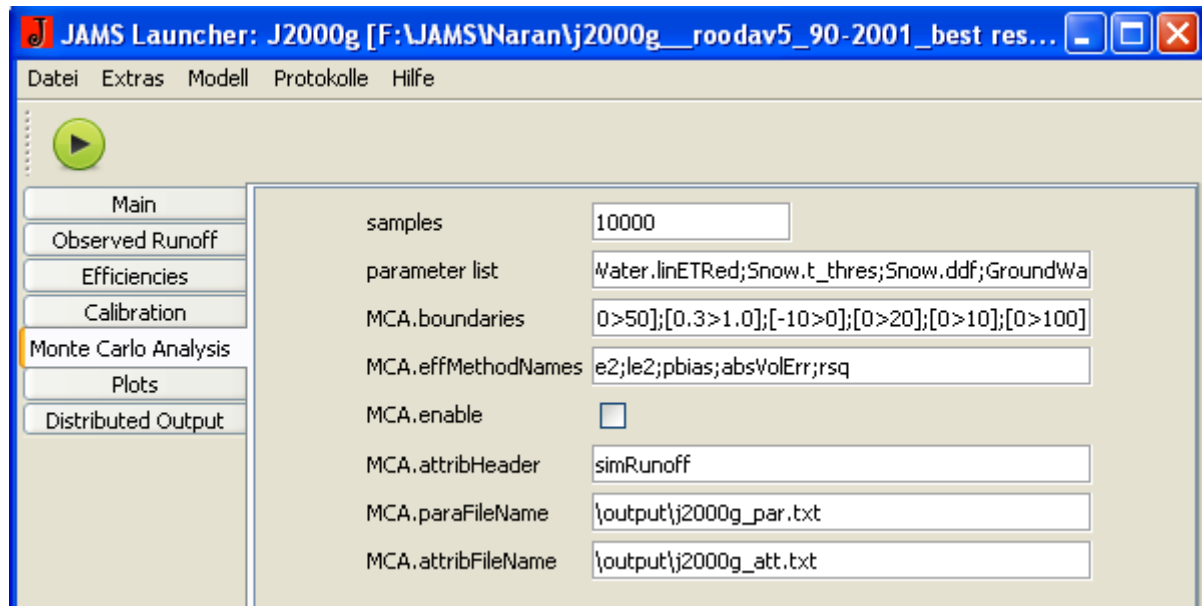 JAMS Launcher: J2000g [F:\JAMS\Naran\j2000g__roodav5_90-2001_best res...
Datei Extras Modell Protokolle Hilfe
Main
Observed Runoff
Efficiencies
Calibration
Monte Carlo Analysis
Plots
Distributed Output
samples 10000
parameter list Water.linETRed;Snow.t_thres;Snow.ddf;GroundWa
MCA.boundaries 0>50];[0.3>1.0];[-10>0];[0>20];[0>10];[0>100]
MCA.effMethodNames e2;le2;pbias;absVolErr;rsq
MCA.enable
MCA.attribHeader simRunoff
MCA.paraFileName \output\j2000g_par.txt
MCA.attribFileName \output\j2000g_att.txt